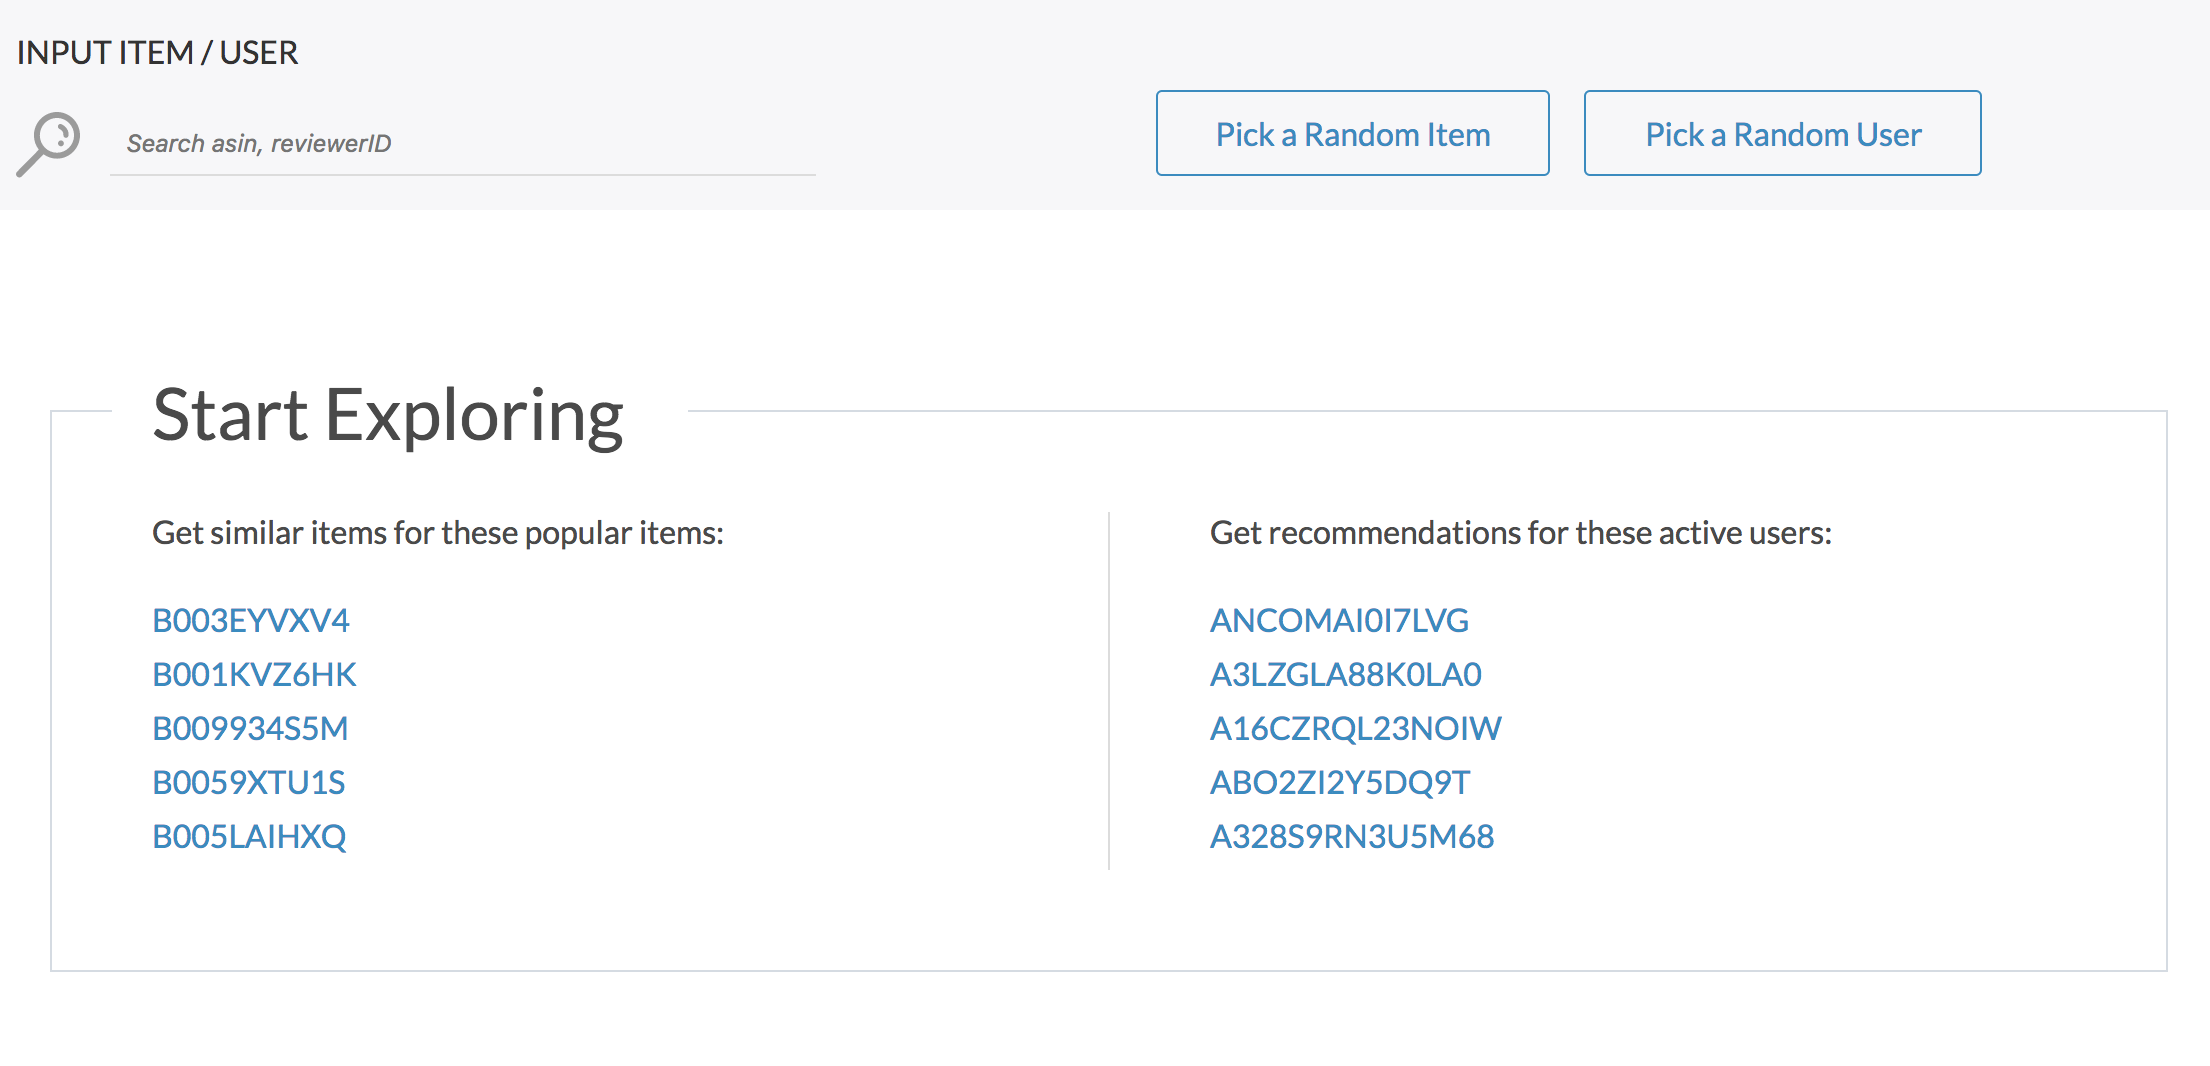 INPUT ITEM / USER
Search asin, reviewerID
Pick a Random Item
Pick a Random User
Start Exploring
Get similar items for these popular items:
B003EYVXV4
B001KVZ6HK
B009934S5M
B0059XTU1S
B005LAIHXQ
Get recommendations for these active users:
ANCOMAI0I7LVG
A3LZGLA88K0LA0
A16CZRQL23NOIW
ABO2ZI2Y5DQ9T
A328S9RN3U5M68